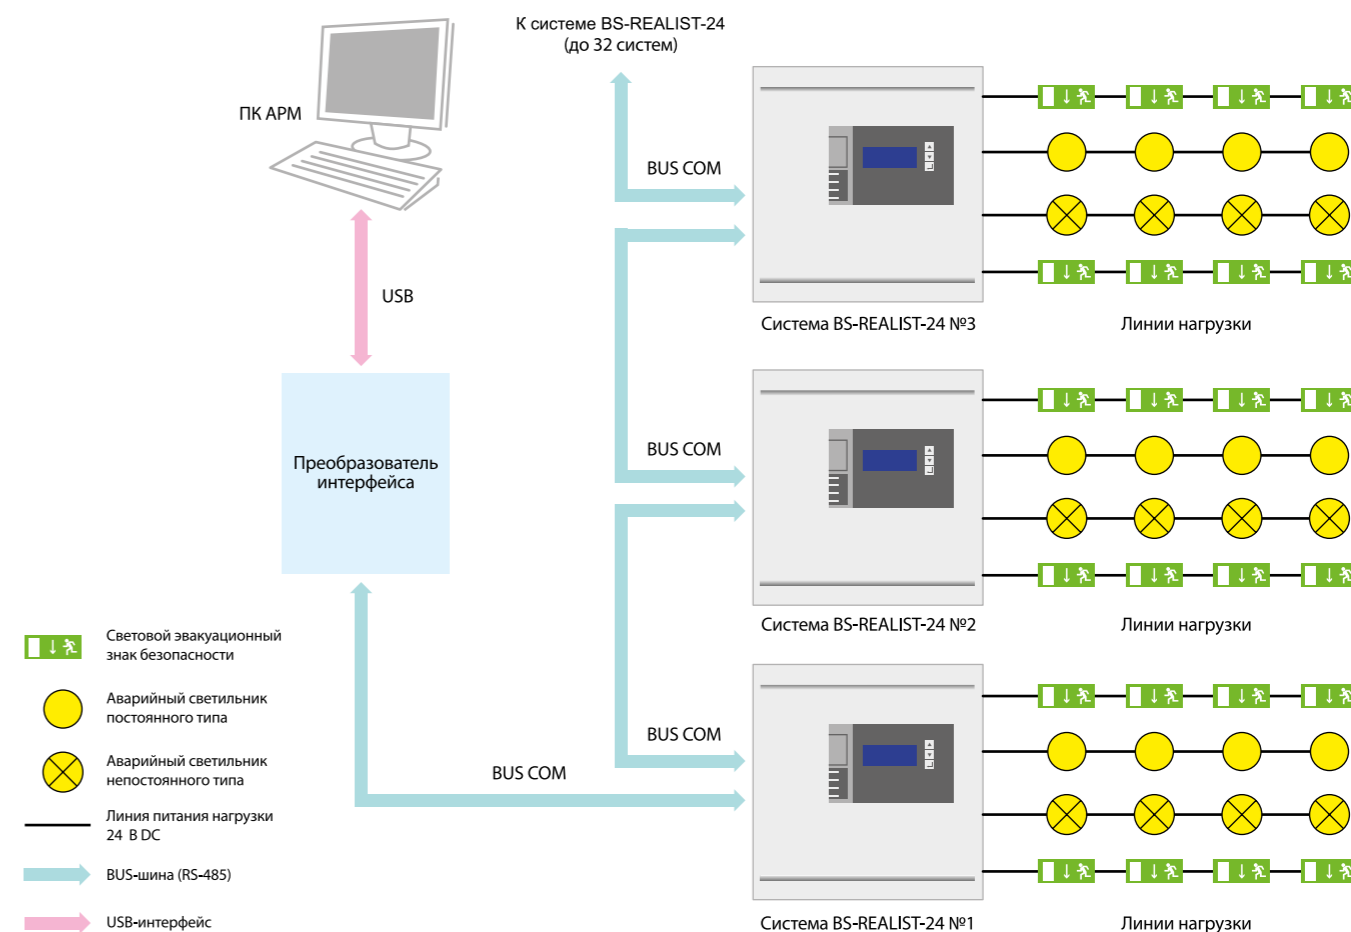 К системе BS-REALIST-24
(до 32 систем)
ПК АРМ
BUS COM
USB
Система BS-REALIST-24 №3
Линии нагрузки
BUS COM
Преобразователь
интерфейса
Система BS-REALIST-24 №2
Линии нагрузки
BUS COM
BUS COM
Система BS-REALIST-24 №1
Линии нагрузки
Световой эвакуационный
знак безопасности
Аварийный светильник
постоянного типа
Аварийный светильник
непостоянного типа
Линия питания нагрузки
24 В DC
BUS-шина (RS-485)
USB-интерфейс